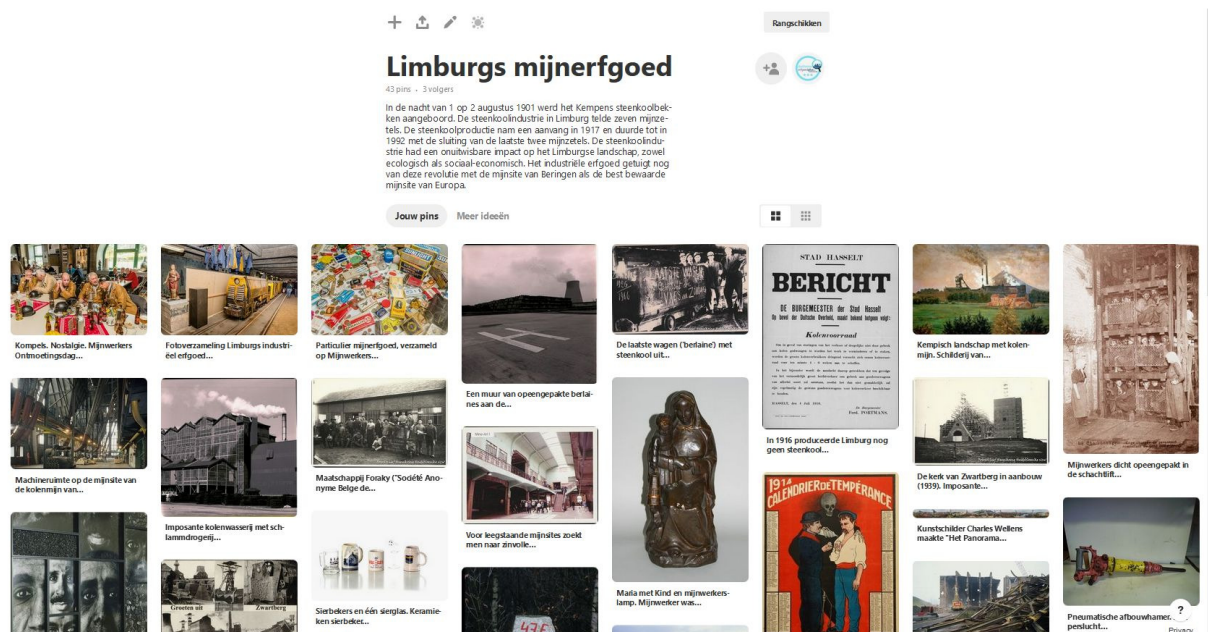 Rangschikken
Limburgs mijnerfgoed
43 pins · 3 volgers
In de nacht van 1 op 2 augustus 1901 werd het Kempens steenkoolbek-
ken aangeboord. De steenkoolindustrie in Limburg telde zeven mijnze-
tels. De steenkoolproductie nam een aanvang in 1917 en duurde tot in
1992 met de sluiting van de laatste twee mijnzetels. De steenkoolindu-
strie had een onuitwisbare impact op het Limburgse landschap, zowel
ecologisch als sociaal-economisch. Het industriële erfgoed getuigt nog
van deze revolutie met de mijnsite van Beringen als de best bewaarde
mijnsite van Europa.
Jouw pins
Meer ideeën
Kompels. Nostalgie. Mijnwerkers
Ontmoetingsdag...
Fotoverzameling Limburgs industri-
ëel erfgoed...
Particulier mijnerfgoed, verzameld
op Mijnwerkers...
Een muur van opeengepakte berlai-
nes aan de...
De laatste wagen ('berlaine') met
steenkool uit...
STAD HASSELT
BERICHT
DE BURGEMEESTER der Stad Hasselt
Op bevel der Duitsche Overheid, maakt bekend hetgeen volgt:
Kolenvoorraad
In 1916 produceerde Limburg nog
geen steenkool...
Kempisch landschap met kolen-
mijn. Schilderij van...
Mijnwerkers dicht opeengepakt in
de schachtlift...
Machineruimte op de mijnsite van
de kolenmijn van...
Imposante kolenwasserij met sch-
lammdrogerij...
Maatschappij Foraky ("Société Ano-
nyme Belge de...
Voor leegstaande mijnsites zoekt
men naar zinvolle...
Maria met Kind en mijnwerkers-
lamp. Mijnwerker was...
1914
CALENDRIER DE TEMPÉRANCE
De kerk van Zwartberg in aanbouw
(1939). Imposante...
Kunstschilder Charles Wellens
maakte "Het Panorama...
Groeten uit Zwartberg
Sierbekers en één sierglas. Keramie-
ken sierbeker...
Pneumatische afbouwhamer.
perslucht...
?
Privacy